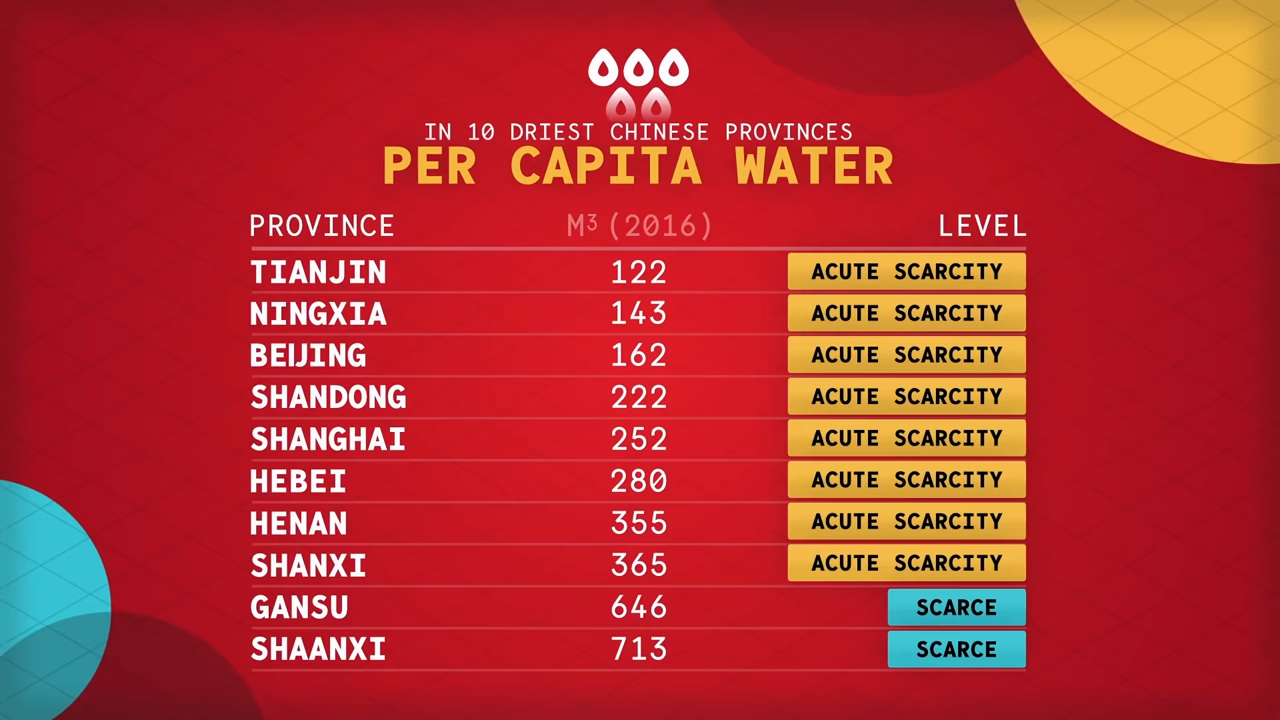 IN 10 DRIEST CHINESE PROVINCES
PER CAPITA WATER
PROVINCE M³ (2016) LEVEL
TIANJIN 122 ACUTE SCARCITY
NINGXIA 143 ACUTE SCARCITY
BEIJING 162 ACUTE SCARCITY
SHANDONG 222 ACUTE SCARCITY
SHANGHAI 252 ACUTE SCARCITY
HEBEI 280 ACUTE SCARCITY
HENAN 355 ACUTE SCARCITY
SHANXI 365 ACUTE SCARCITY
GANSU 646 SCARCE
SHAANXI 713 SCARCE